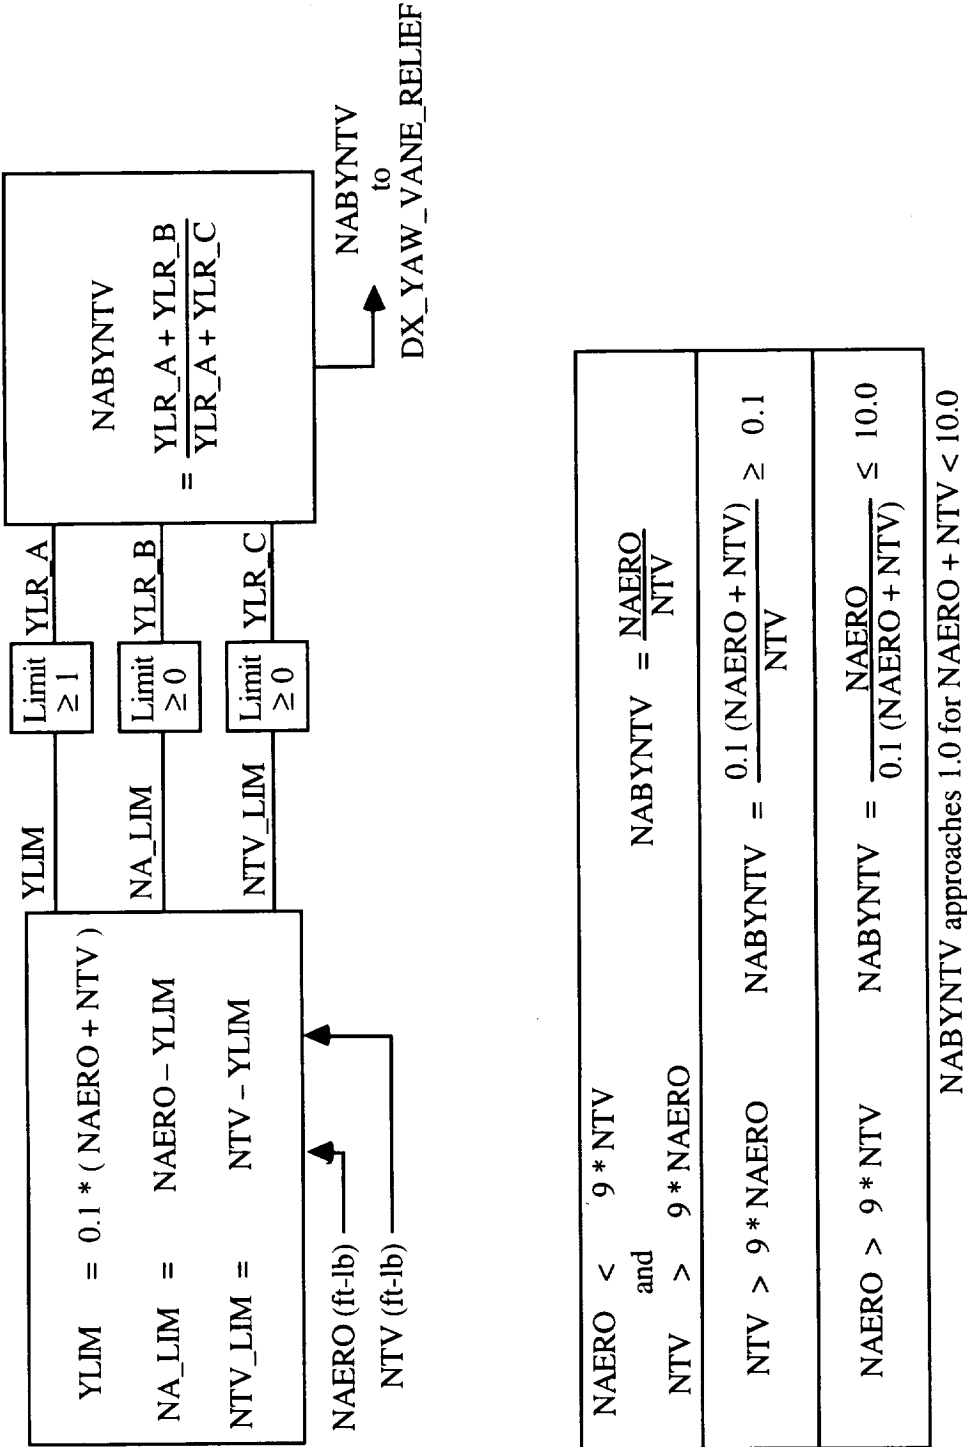 YLIM = 0.1 * ( NAERO + NTV )
NA_LIM = NAERO – YLIM
NTV_LIM = NTV – YLIM
NAERO (ft-lb)
NTV (ft-lb)
YLIM
NA_LIM
NTV_LIM
Limit
≥ 1
Limit
≥ 0
Limit
≥ 0
YLR_A
YLR_B
YLR_C
NABYNTV
= YLR_A + YLR_B
YLR_A + YLR_C
NABYNTV
to
DX_YAW_VANE_RELIEF
NAERO < 9 * NTV
and
NTV > 9 * NAERO
NABYNTV = NAERO
NTV
NTV > 9 * NAERO NABYNTV = 0.1 (NAERO + NTV) ≥ 0.1
NTV
NAERO > 9 * NTV NABYNTV = NAERO ≤ 10.0
0.1 (NAERO + NTV)
NABYNTV approaches 1.0 for NAERO + NTV < 10.0